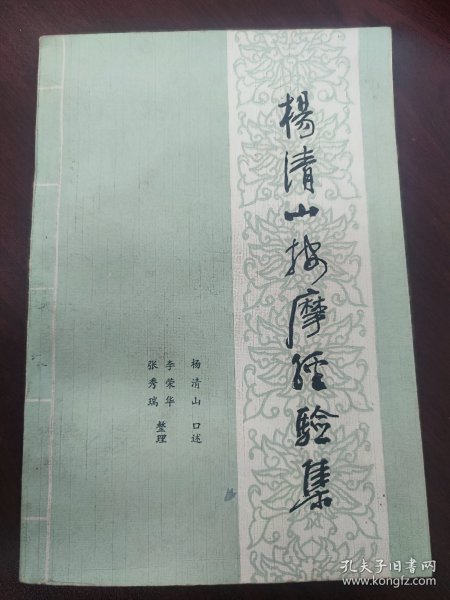 楊清山按摩經驗集
杨清山 口述
李荣华
张秀瑞 整理
孔夫子旧书网
www.kongfz.com